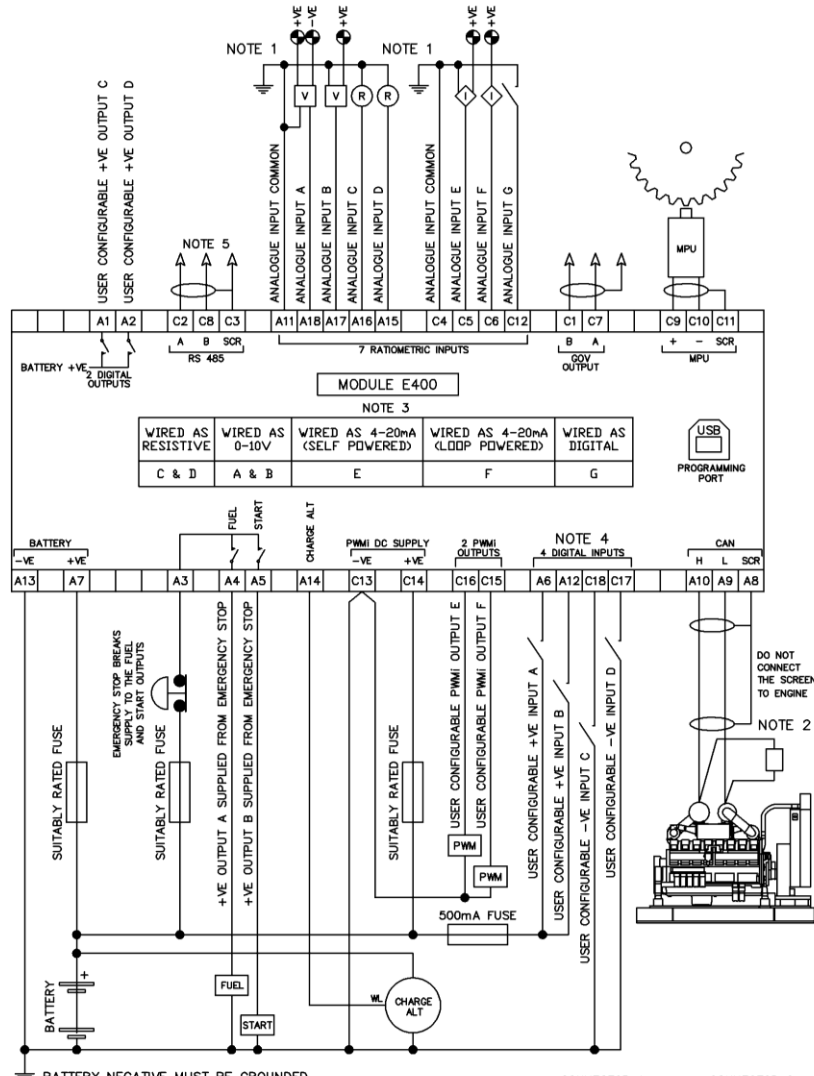 +VE
-VE
+VE
+VE
+VE
NOTE 1
NOTE 1
V
V
R
R
I
I
USER CONFIGURABLE +VE OUTPUT C
USER CONFIGURABLE +VE OUTPUT D
NOTE 5
ANALOGUE INPUT COMMON
ANALOGUE INPUT A
ANALOGUE INPUT B
ANALOGUE INPUT C
ANALOGUE INPUT D
ANALOGUE INPUT COMMON
ANALOGUE INPUT E
ANALOGUE INPUT F
ANALOGUE INPUT G
MPU
A1 A2 C2 C8 C3 A11 A18 A17 A16 A15 C4 C5 C6 C12 C1 C7 C9 C10 C11
A B SCR
RS 485
7 RATIOMETRIC INPUTS
B A
GOV
OUTPUT
+ - SCR
MPU
BATTERY +VE
2 DIGITAL
OUTPUTS
MODULE E400
NOTE 3
WIRED AS RESISTIVE
WIRED AS 0-10V
WIRED AS 4-20mA (SELF POWERED)
WIRED AS 4-20mA (LOOP POWERED)
WIRED AS DIGITAL
C & D A & B E F G
USB
PROGRAMMING
PORT
FUEL
START
CHARGE ALT
BATTERY
-VE +VE
PWMi DC SUPPLY
-VE +VE
2 PWMi
OUTPUTS
NOTE 4
4 DIGITAL INPUTS
CAN
H L SCR
A13 A7 A3 A4 A5 A14 C13 C14 C16 C15 A6 A12 C18 C17 A10 A9 A8
EMERGENCY STOP BREAKS
SUPPLY TO THE FUEL
AND START OUTPUTS
SUITABLY RATED FUSE
SUITABLY RATED FUSE
+VE OUTPUT A SUPPLIED FROM EMERGENCY STOP
+VE OUTPUT B SUPPLIED FROM EMERGENCY STOP
SUITABLY RATED FUSE
USER CONFIGURABLE PWMi OUTPUT E
USER CONFIGURABLE PWMi OUTPUT F
USER CONFIGURABLE +VE INPUT A
USER CONFIGURABLE +VE INPUT B
USER CONFIGURABLE -VE INPUT C
USER CONFIGURABLE -VE INPUT D
DO NOT
CONNECT
THE SCREEN
TO ENGINE
NOTE 2
PWM
PWM
500mA FUSE
BATTERY
+
FUEL
START
WL
CHARGE
ALT
BATTERY NEGATIVE MUST BE GROUNDED